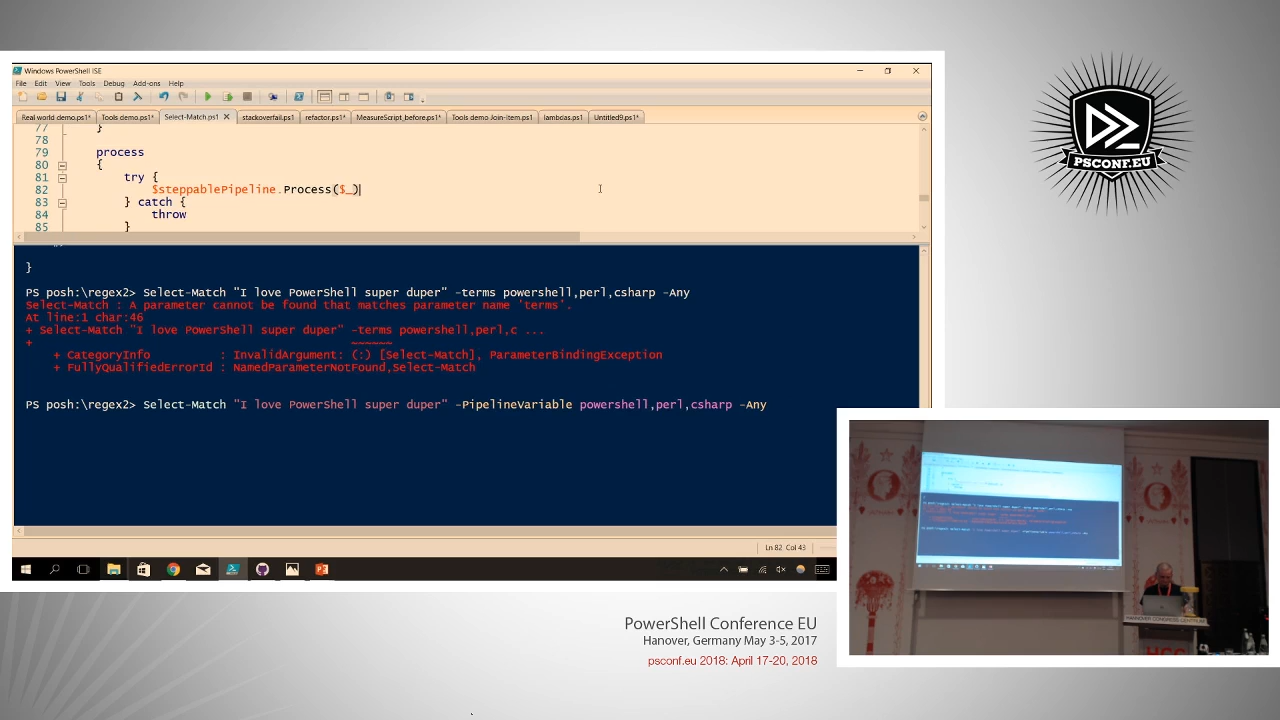 Windows PowerShell ISE
File Edit View Tools Debug Add-ons Help
Real world demo.ps1* Tools demo.ps1* Select-Match.ps1 X stackoverfail.ps1 refactor.ps1* MeasureScript_before.ps1* Tools demo Join-item.ps1 lambdas.ps1 Untitled9.ps1*
77 }
78
79 process
80 {
81 try {
82 $steppablePipeline.Process($_)
83 } catch {
84 throw
85 }
}
PS posh:\regex2> Select-Match "I love PowerShell super duper" -terms powershell,perl,csharp -Any
Select-Match : A parameter cannot be found that matches parameter name 'terms'.
At line:1 char:46
+ Select-Match "I love PowerShell super duper" -terms powershell,perl,c ...
+ ~~~~~~
+ CategoryInfo : InvalidArgument: (:) [Select-Match], ParameterBindingException
+ FullyQualifiedErrorId : NamedParameterNotFound,Select-Match
PS posh:\regex2> Select-Match "I love PowerShell super duper" -PipelineVariable powershell,perl,csharp -Any
Ln 82 Col 43
PSCONF.EU
HANNOVER CONGRESS CENTRUM
HCC
PowerShell Conference EU
Hanover, Germany May 3-5, 2017
psconf.eu 2018: April 17-20, 2018